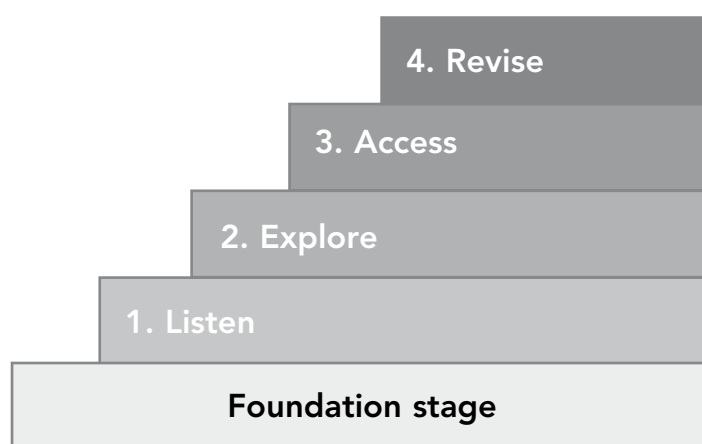 4. Revise
3. Access
2. Explore
1. Listen
Foundation stage